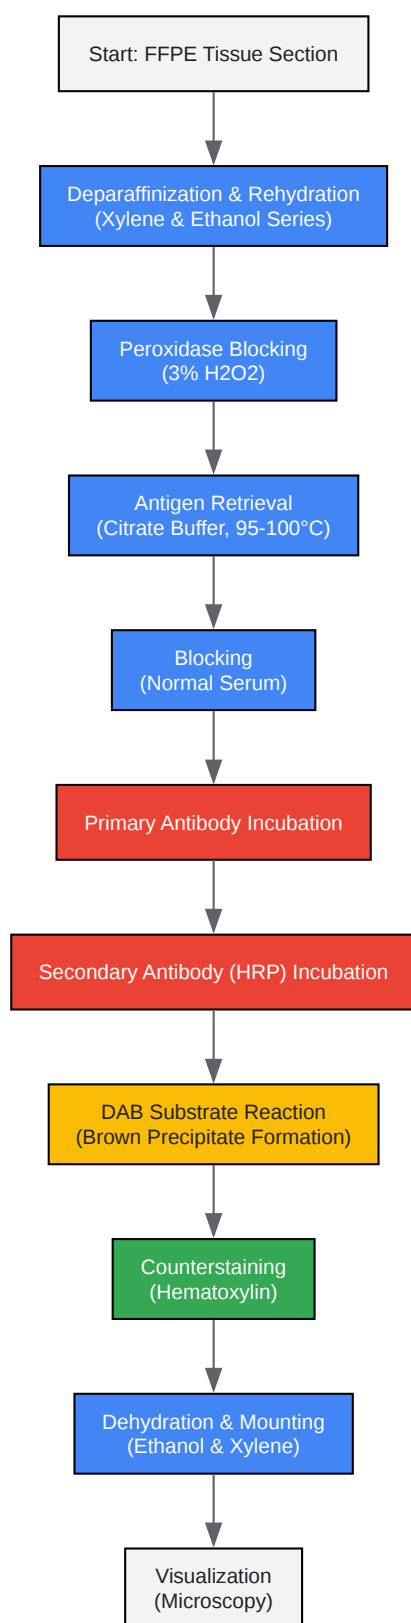 Start: FFPE Tissue Section
Deparaffinization & Rehydration
(Xylene & Ethanol Series)
Peroxidase Blocking
(3% H2O2)
Antigen Retrieval
(Citrate Buffer, 95-100°C)
Blocking
(Normal Serum)
Primary Antibody Incubation
Secondary Antibody (HRP) Incubation
DAB Substrate Reaction
(Brown Precipitate Formation)
Counterstaining
(Hematoxylin)
Dehydration & Mounting
(Ethanol & Xylene)
Visualization
(Microscopy)